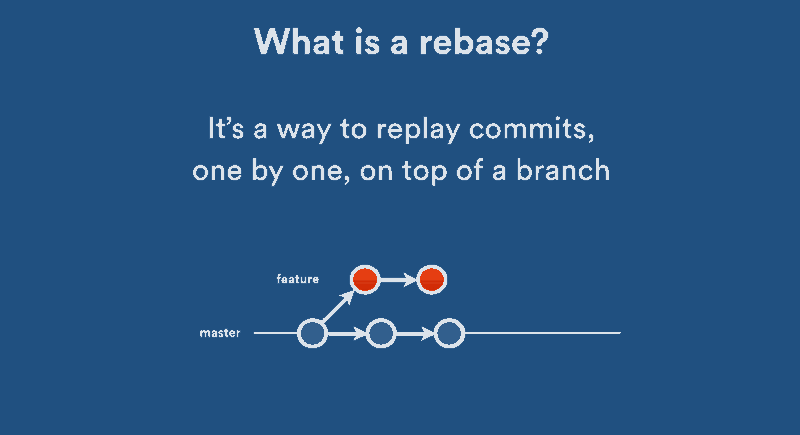 What is a rebase?
It’s a way to replay commits,
one by one, on top of a branch
feature
master